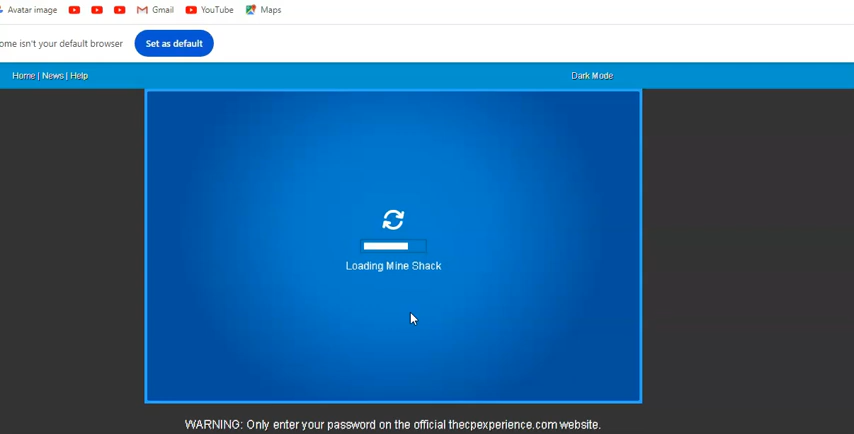 Avatar image Gmail YouTube Maps
ome isn't your default browser Set as default
Home | News | Help Dark Mode
Loading Mine Shack
WARNING: Only enter your password on the official thecpexperience.com website.